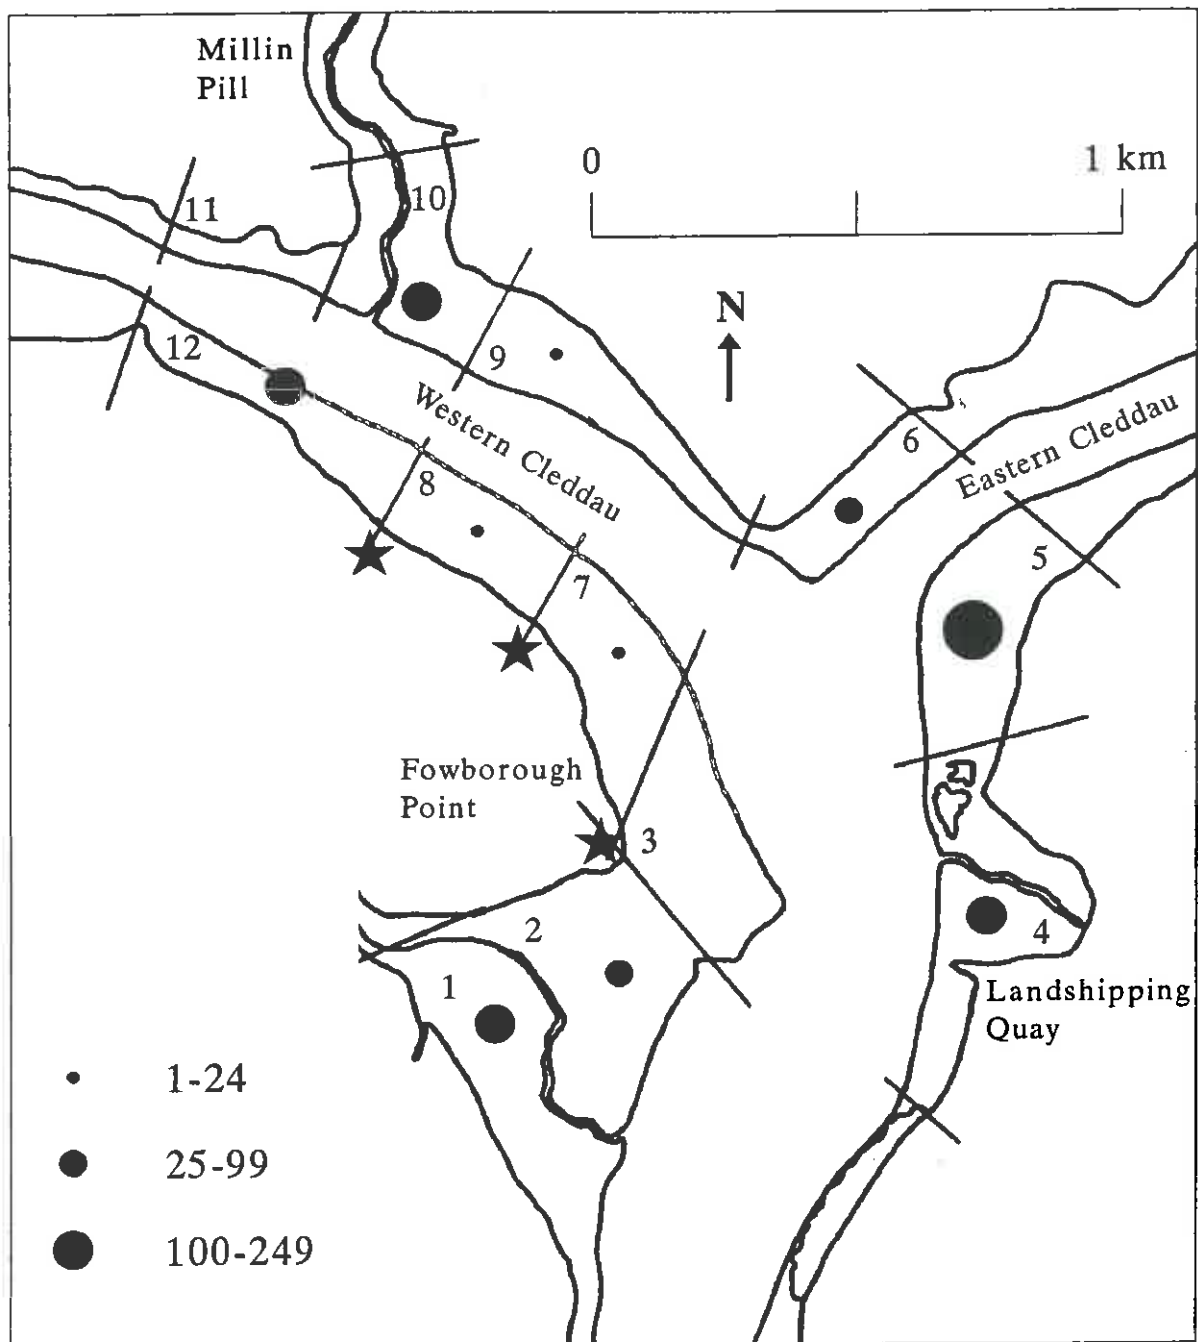 Millin
Pill
0
1 km
11
10
N
9
12
Western Cleddau
6
Eastern Cleddau
8
5
7
Fowborough
Point
3
2
4
1
Landshipping
Quay
1-24
25-99
100-249